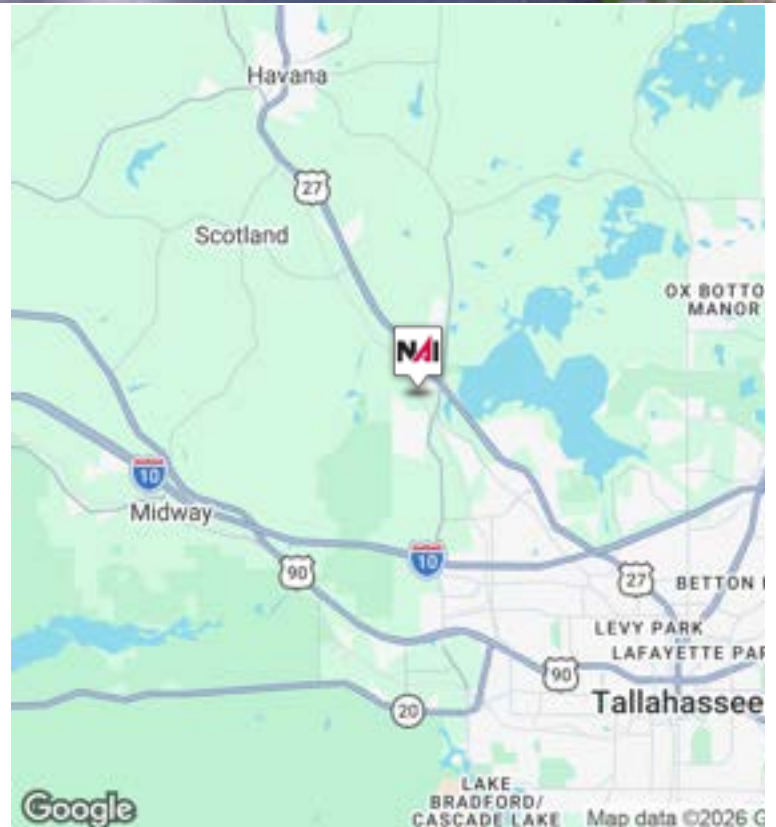 Havana
27
Scotland
OX BOTTO
MANOR
NAI
10
Midway
10
90
27
BETTON
LEVY PARK
LAFAYETTE PAR
90
Tallahassee
20
LAKE
BRADFORD/
CASCADE LAKE
Google
Map data ©2026 G